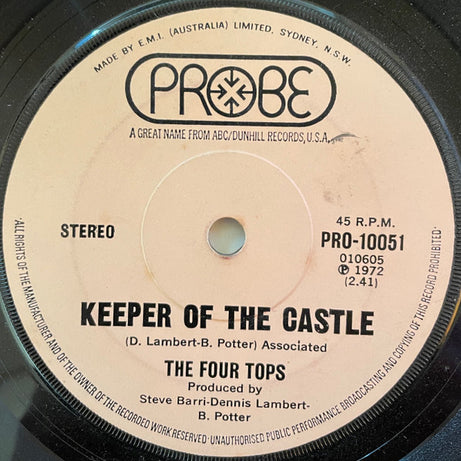 MADE BY E.M.I. (AUSTRALIA) LIMITED, SYDNEY, N.S.W.
PROBE
A GREAT NAME FROM ABC/DUNHILL RECORDS, U.S.A.
STEREO
45 R.P.M.
PRO-10051
010605
℗ 1972
(2.41)
KEEPER OF THE CASTLE
(D. Lambert-B. Potter) Associated
THE FOUR TOPS
Produced by
Steve Barri-Dennis Lambert-
B. Potter
·ALL RIGHTS OF THE MANUFACTURER AND OF THE OWNER OF THE RECORDED WORK RESERVED·UNAUTHORISED PUBLIC PERFORMANCE BROADCASTING AND COPYING OF THIS RECORD PROHIBITED·